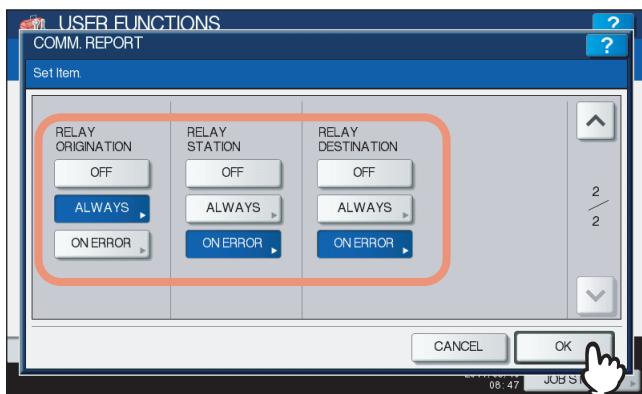 USER FUNCTIONS
?
COMM. REPORT
?
Set Item.
RELAY
ORIGINATION
RELAY
STATION
RELAY
DESTINATION
OFF
OFF
OFF
ALWAYS
ALWAYS
ALWAYS
ON ERROR
ON ERROR
ON ERROR
2
2
CANCEL
OK
08:47
JOB S